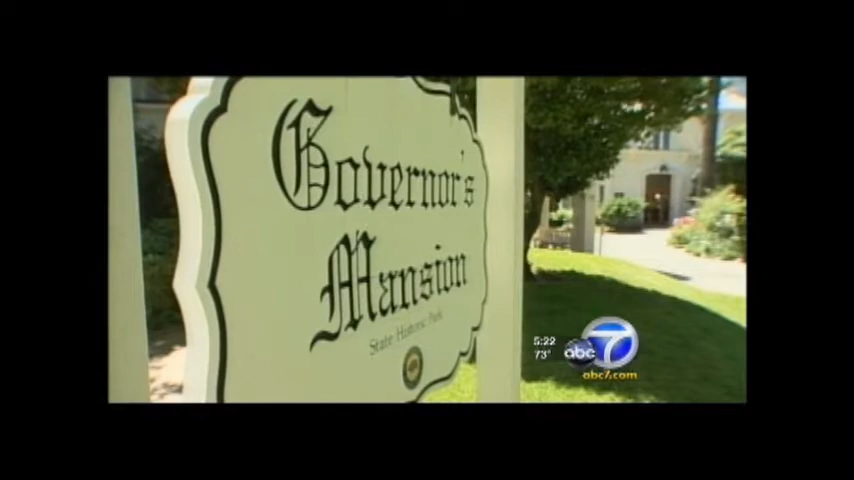 Governor's
Mansion
State Historic Park
5:22
73°
abc 7
abc7.com